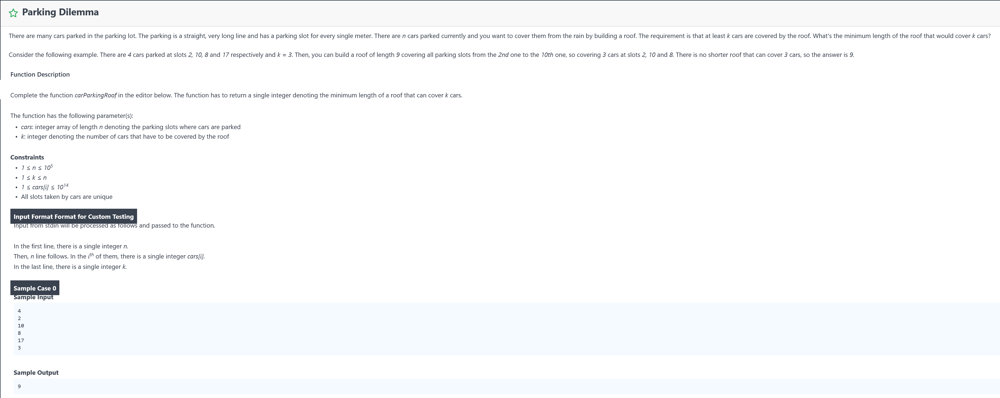 Parking Dilemma
There are many cars parked in the parking lot. The parking is a straight, very long line and has a parking slot for every single meter. There are n cars parked currently and you want to cover them from the rain by building a roof. The requirement is that at least k cars are covered by the roof. What's the minimum length of the roof that would cover k cars?
Consider the following example. There are 4 cars parked at slots 2, 10, 8 and 17 respectively and k = 3. Then, you can build a roof of length 9 covering all parking slots from the 2nd one to the 10th one, so covering 3 cars at slots 2, 10 and 8. There is no shorter roof that can cover 3 cars, so the answer is 9.
Function Description
Complete the function carParkingRoof in the editor below. The function has to return a single integer denoting the minimum length of a roof that can cover k cars.
The function has the following parameter(s):
• cars: integer array of length n denoting the parking slots where cars are parked
• k: integer denoting the number of cars that have to be covered by the roof
Constraints
• 1 ≤ n ≤ 10⁵
• 1 ≤ k ≤ n
• 1 ≤ cars[i] ≤ 10¹⁴
• All slots taken by cars are unique
Input Format Format for Custom Testing
Input from stdin will be processed as follows and passed to the function.
In the first line, there is a single integer n.
Then, n line follows. In the iᵗʰ of them, there is a single integer cars[i].
In the last line, there is a single integer k.
Sample Case 0
Sample Input
4
2
10
8
17
3
Sample Output
9